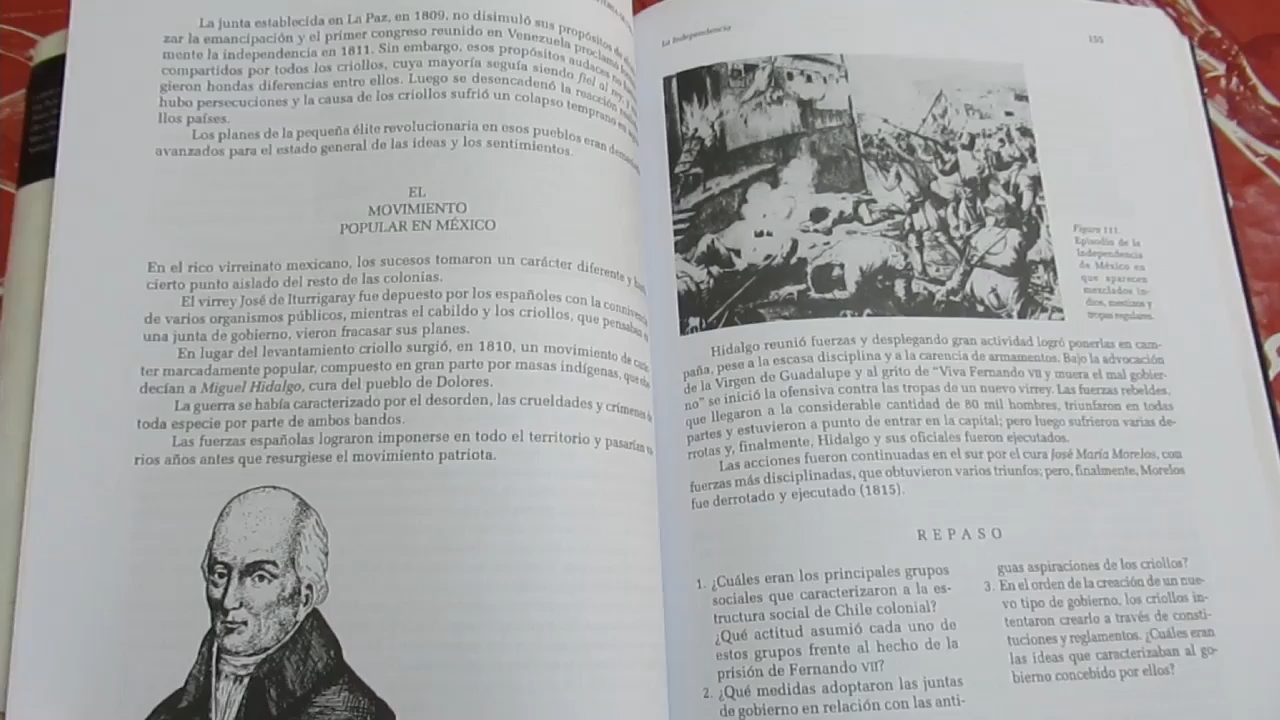 La junta establecida en La Paz, en 1809, no disimuló sus propósitos de
zar la emancipación y el primer congreso reunido en Venezuela proclamó
mente la independencia en 1811. Sin embargo, esos propósitos audaces no
compartidos por todos los criollos, cuya mayoría seguía siendo fiel al rey, y
gieron hondas diferencias entre ellos. Luego se desencadenó la reacción
hubo persecuciones y la causa de los criollos sufrió un colapso temprano en
llos países.
Los planes de la pequeña élite revolucionaria en esos pueblos eran
avanzados para el estado general de las ideas y los sentimientos.
EL
MOVIMIENTO
POPULAR EN MÉXICO
En el rico virreinato mexicano, los sucesos tomaron un carácter diferente y
cierto punto aislado del resto de las colonias.
El virrey José de Iturrigaray fue depuesto por los españoles con la connivencia
de varios organismos públicos, mientras el cabildo y los criollos, que pensaban
una junta de gobierno, vieron fracasar sus planes.
En lugar del levantamiento criollo surgió, en 1810, un movimiento de
ter marcadamente popular, compuesto en gran parte por masas indígenas, que
decían a Miguel Hidalgo, cura del pueblo de Dolores.
La guerra se había caracterizado por el desorden, las crueldades y crímenes de
toda especie por parte de ambos bandos.
Las fuerzas españolas lograron imponerse en todo el territorio y pasarían
rios años antes que resurgiese el movimiento patriota.
La Independencia
155
Figura 111.
Episodio de la
Independencia
de México en
que aparecen
mezclados in-
dios, mestizos y
tropas regulares.
Hidalgo reunió fuerzas y desplegando gran actividad logró ponerlas en cam-
paña, pese a la escasa disciplina y a la carencia de armamentos. Bajo la advocación
de la Virgen de Guadalupe y al grito de "Viva Fernando VII y muera el mal gobier-
no" se inició la ofensiva contra las tropas de un nuevo virrey. Las fuerzas rebeldes,
que llegaron a la considerable cantidad de 80 mil hombres, triunfaron en todas
partes y estuvieron a punto de entrar en la capital; pero luego sufrieron varias de-
rrotas y, finalmente, Hidalgo y sus oficiales fueron ejecutados.
Las acciones fueron continuadas en el sur por el cura José María Morelos, con
fuerzas más disciplinadas, que obtuvieron varios triunfos; pero, finalmente, Morelos
fue derrotado y ejecutado (1815).
REPASO
1. ¿Cuáles eran los principales grupos
sociales que caracterizaron a la es-
tructura social de Chile colonial?
¿Qué actitud asumió cada uno de
estos grupos frente al hecho de la
prisión de Fernando VII?
2. ¿Qué medidas adoptaron las juntas
de gobierno en relación con las anti-
guas aspiraciones de los criollos?
3. En el orden de la creación de un nue-
vo tipo de gobierno, los criollos in-
tentaron crearlo a través de consti-
tuciones y reglamentos. ¿Cuáles eran
las ideas que caracterizaban al go-
bierno concebido por ellos?